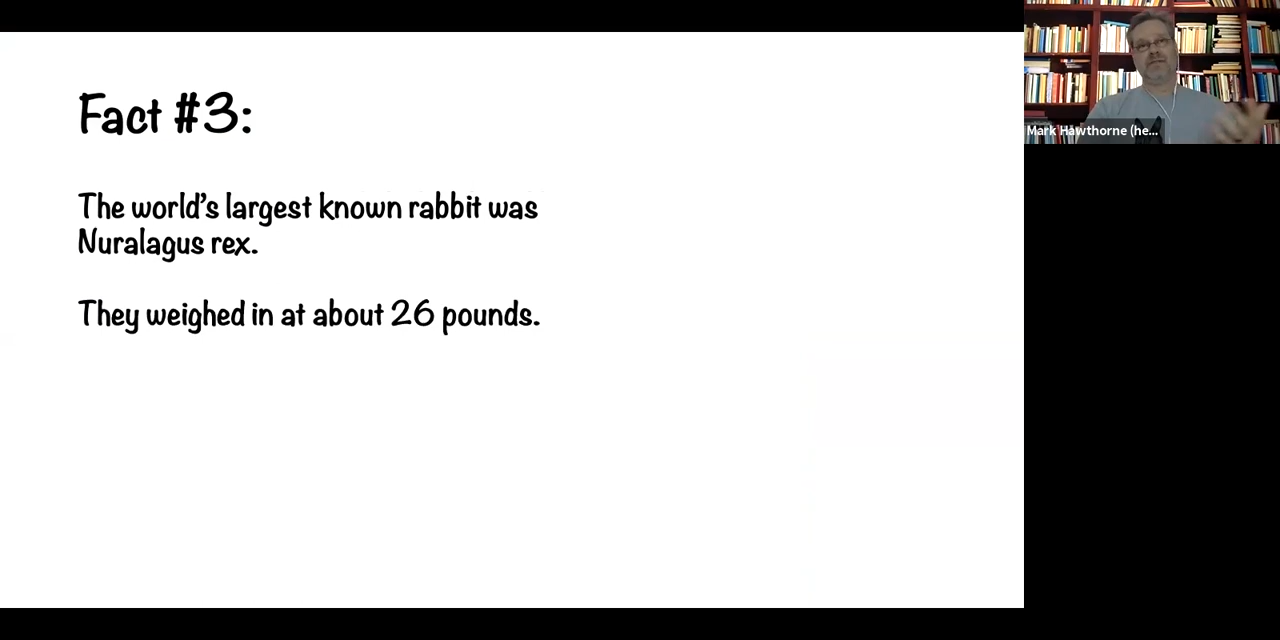 Fact #3:
The world's largest known rabbit was
Nuralagus rex.
They weighed in at about 26 pounds.
Mark Hawthorne (he...